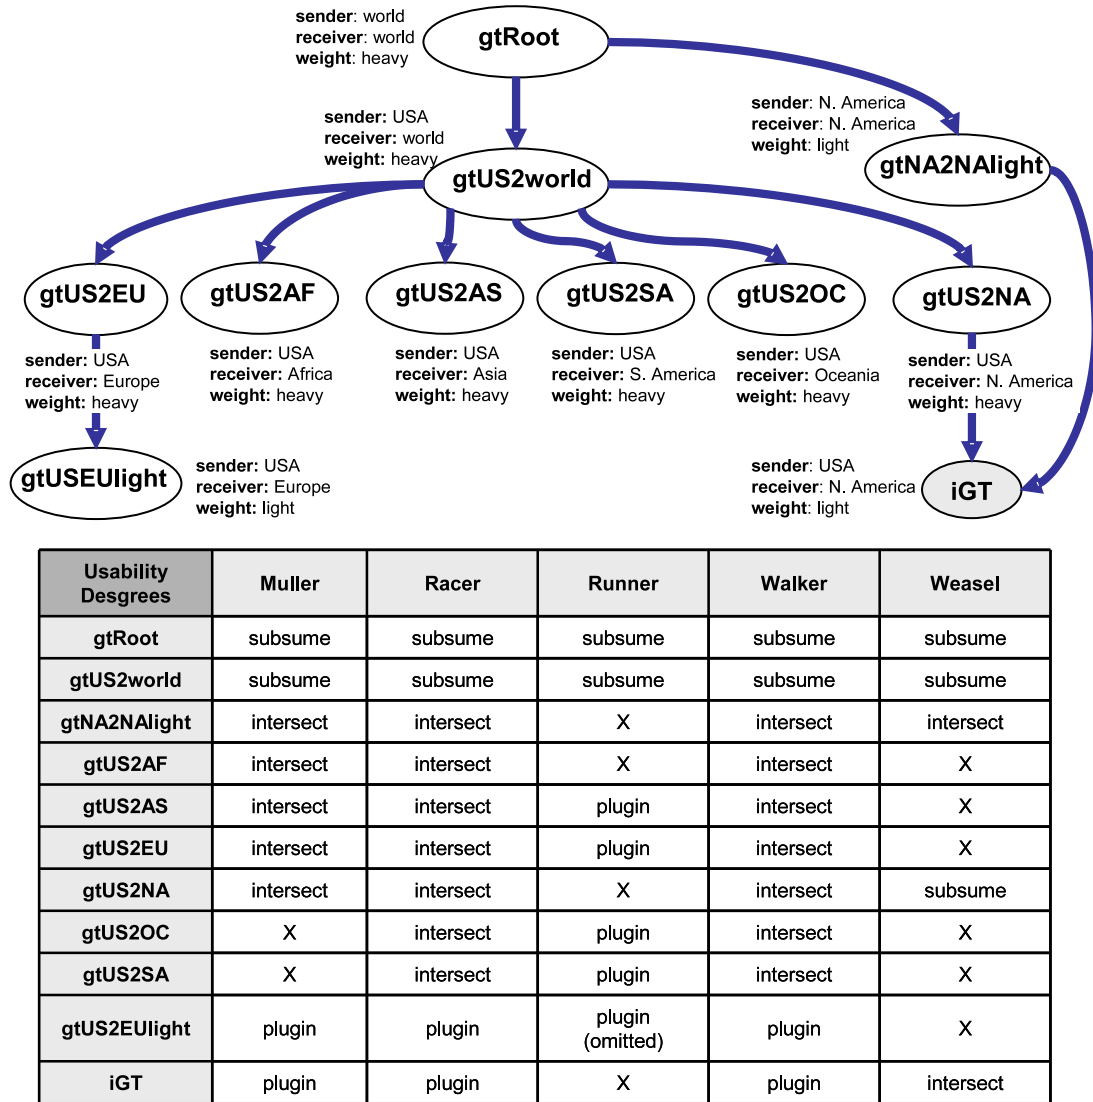 sender: world
receiver: world
weight: heavy
gtRoot
sender: USA
receiver: world
weight: heavy
gtUS2world
sender: N. America
receiver: N. America
weight: light
gtNA2NAlight
gtUS2EU
gtUS2AF
gtUS2AS
gtUS2SA
gtUS2OC
gtUS2NA
sender: USA
receiver: Europe
weight: heavy
sender: USA
receiver: Africa
weight: heavy
sender: USA
receiver: Asia
weight: heavy
sender: USA
receiver: S. America
weight: heavy
sender: USA
receiver: Oceania
weight: heavy
sender: USA
receiver: N. America
weight: heavy
gtUSEUlight
sender: USA
receiver: Europe
weight: light
sender: USA
receiver: N. America
weight: light
iGT
Usability
Desgrees
Muller Racer Runner Walker Weasel
gtRoot subsume subsume subsume subsume subsume
gtUS2world subsume subsume subsume subsume subsume
gtNA2NAlight intersect intersect X intersect intersect
gtUS2AF intersect intersect X intersect X
gtUS2AS intersect intersect plugin intersect X
gtUS2EU intersect intersect plugin intersect X
gtUS2NA intersect intersect X intersect subsume
gtUS2OC X intersect plugin intersect X
gtUS2SA X intersect plugin intersect X
gtUS2EUlight plugin plugin plugin
(omitted) plugin X
iGT plugin plugin X plugin intersect